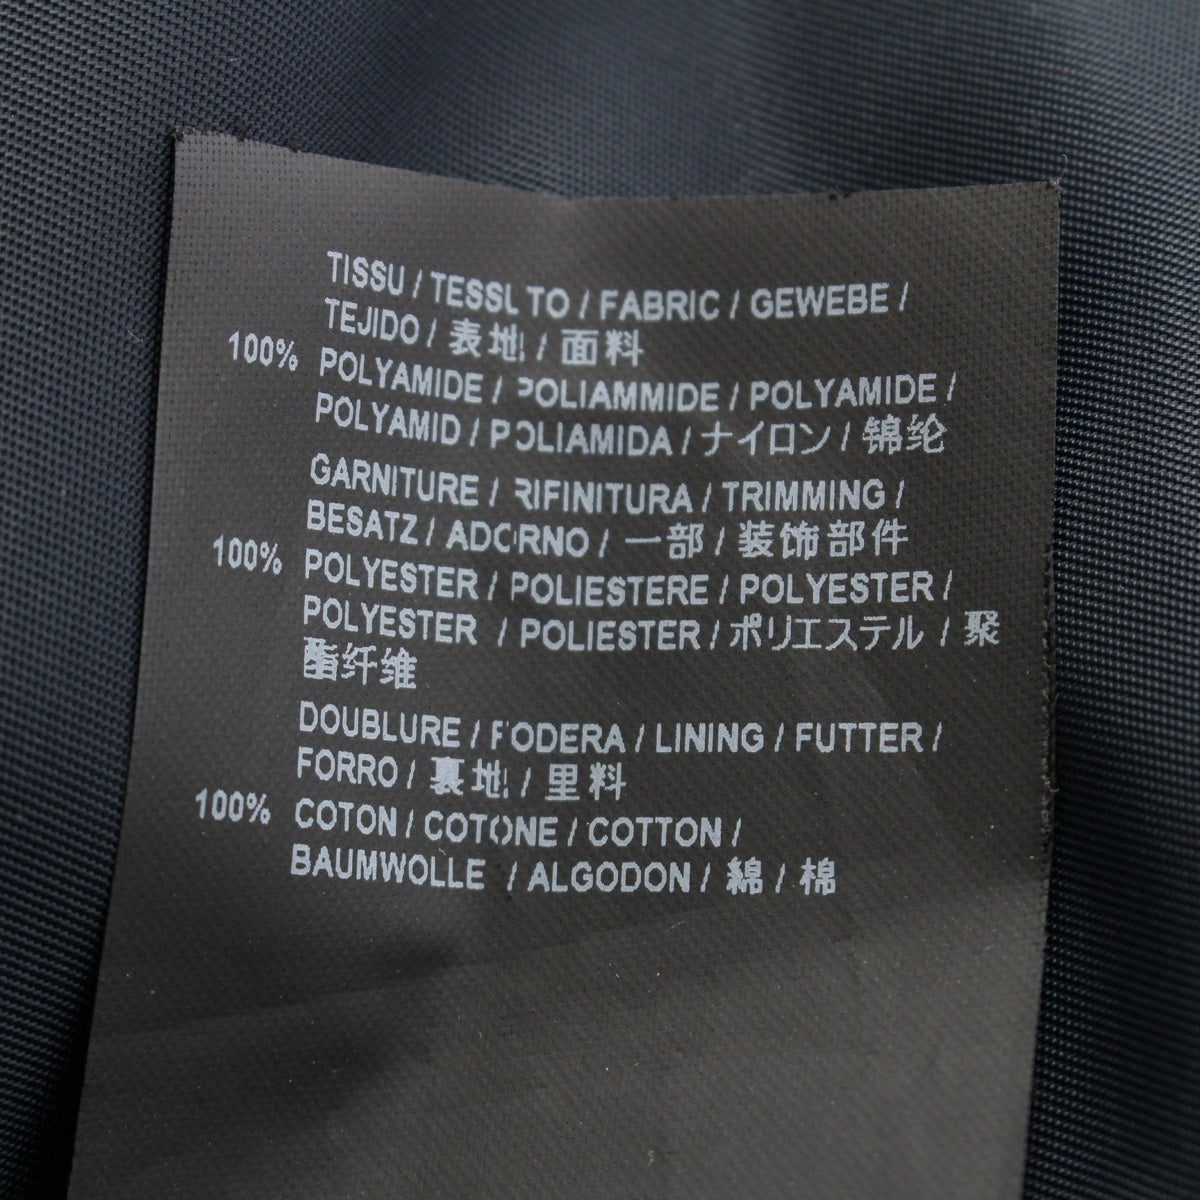 TISSU / TESSUTO / FABRIC / GEWEBE /
TEJIDO / 表地 / 面料
100% POLYAMIDE / POLIAMMIDE / POLYAMIDE /
POLYAMID / POLIAMIDA / ナイロン / 锦纶
GARNITURE / RIFINITURA / TRIMMING /
BESATZ / ADORNO / 一部 / 装饰部件
100% POLYESTER / POLIESTERE / POLYESTER /
POLYESTER / POLIESTER / ポリエステル / 聚
酯纤维
DOUBLURE / FODERA / LINING / FUTTER /
FORRO / 裏地 / 里料
100% COTON / COTONE / COTTON /
BAUMWOLLE / ALGODON / 綿 / 棉